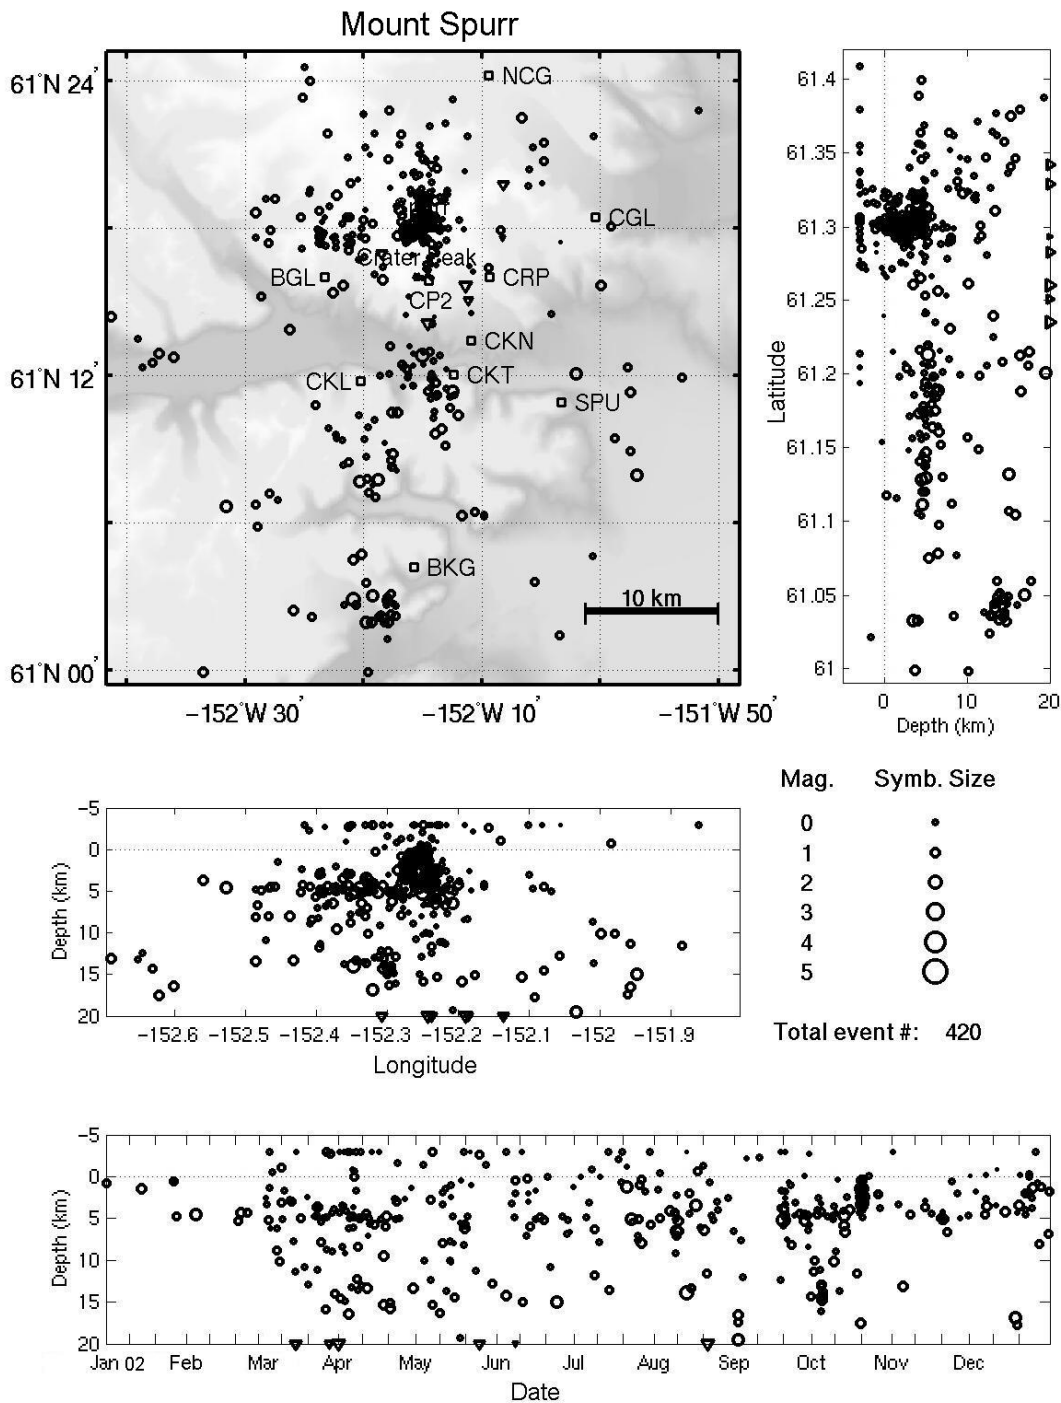 Mount Spurr
61°N 24'
61°N 12'
61°N 00'
NCG
CGL
Crater Peak
BGL
CRP
CP2
CKN
CKL
CKT
SPU
BKG
10 km
−152°W 30'
−152°W 10'
−151°W 50'
61.4
61.35
61.3
61.25
61.2
61.15
61.1
61.05
61
Latitude
0
10
20
Depth (km)
Mag. Symb. Size
0
1
2
3
4
5
Total event #: 420
−5
0
5
10
15
20
Depth (km)
−152.6 −152.5 −152.4 −152.3 −152.2 −152.1 −152 −151.9
Longitude
−5
0
5
10
15
20
Depth (km)
Jan 02 Feb Mar Apr May Jun Jul Aug Sep Oct Nov Dec
Date